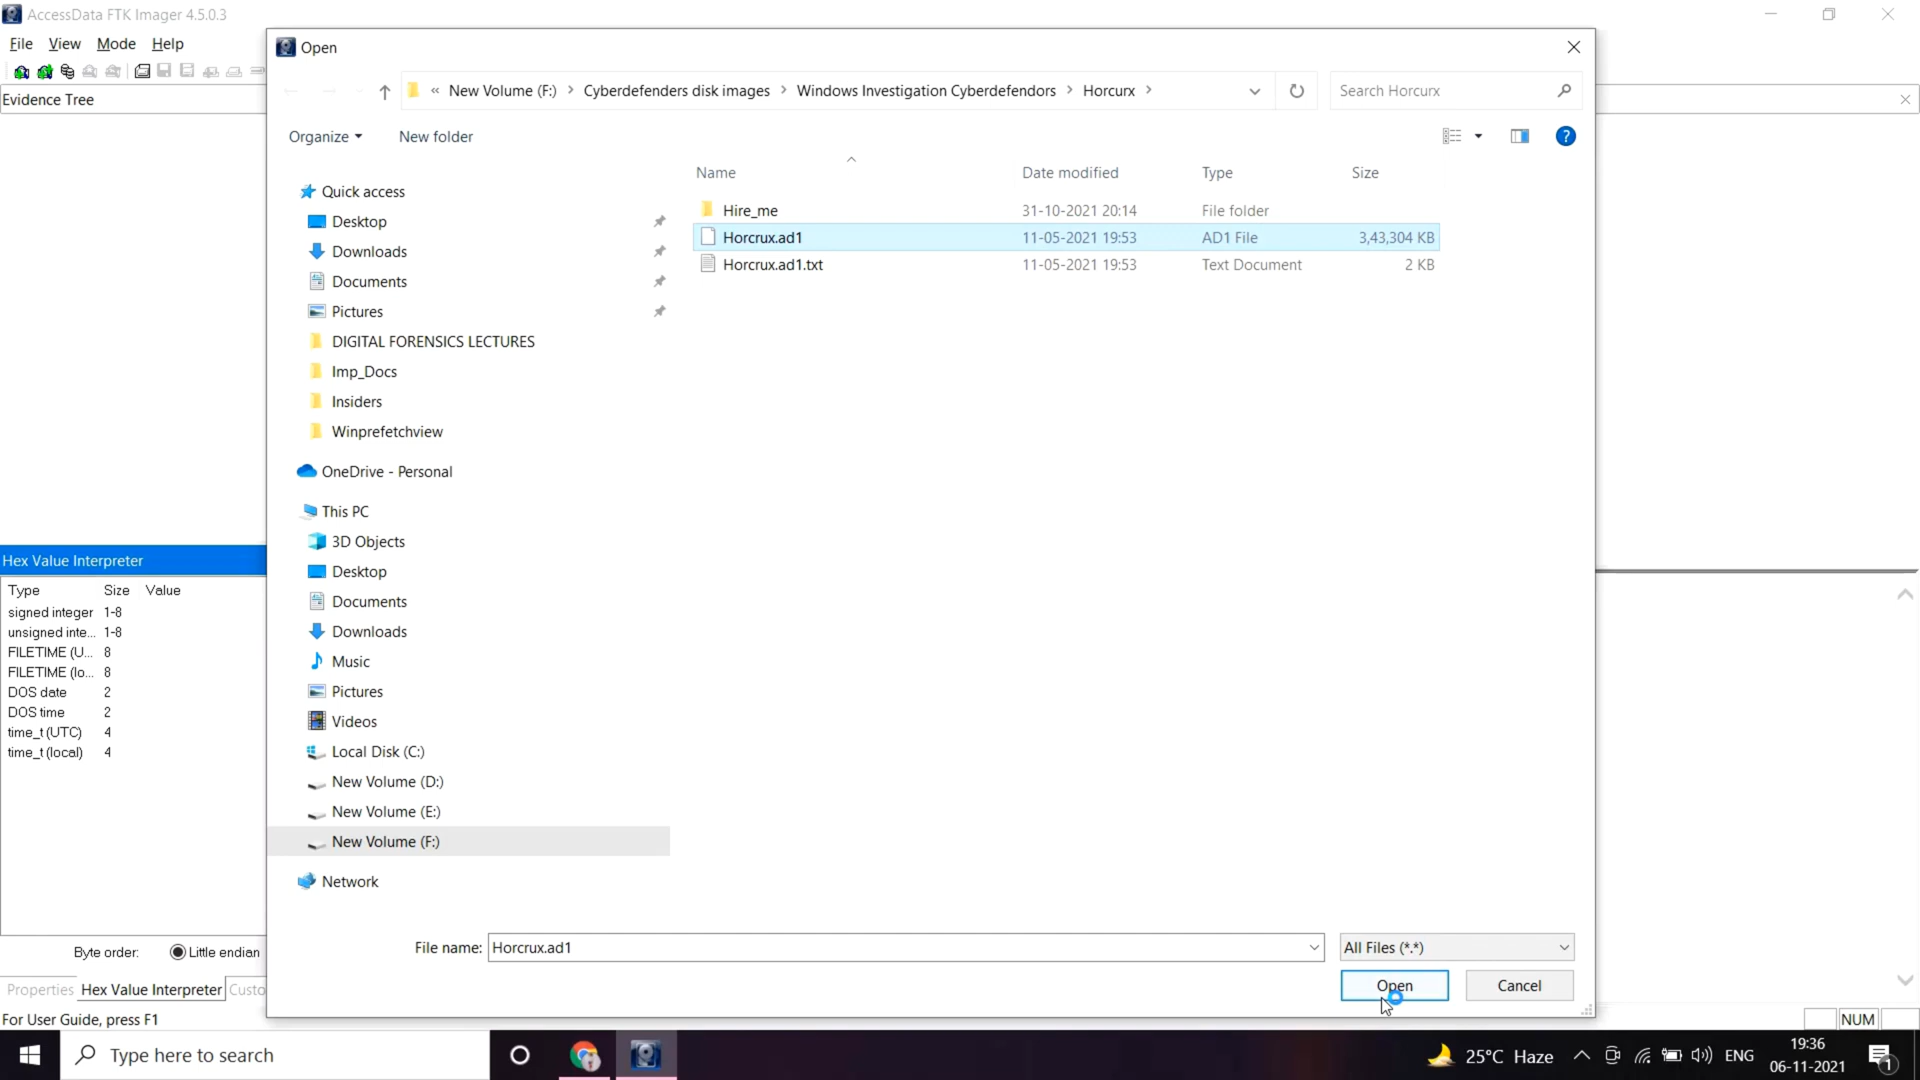 AccessData FTK Imager 4.5.0.3
File View Mode Help
Evidence Tree
Open
« New Volume (F:) > Cyberdefenders disk images > Windows Investigation Cyberdefendors > Horcurx >
Search Horcurx
Organize New folder
?
Name Date modified Type Size
Hire_me 31-10-2021 20:14 File folder
Horcrux.ad1 11-05-2021 19:53 AD1 File 3,43,304 KB
Horcrux.ad1.txt 11-05-2021 19:53 Text Document 2 KB
Quick access
Desktop
Downloads
Documents
Pictures
DIGITAL FORENSICS LECTURES
Imp_Docs
Insiders
Winprefetchview
OneDrive - Personal
This PC
3D Objects
Desktop
Documents
Downloads
Music
Pictures
Videos
Local Disk (C:)
New Volume (D:)
New Volume (E:)
New Volume (F:)
Network
Hex Value Interpreter
Type Size Value
signed integer 1-8
unsigned inte... 1-8
FILETIME (U... 8
FILETIME (lo... 8
DOS date 2
DOS time 2
time_t (UTC) 4
time_t (local) 4
Byte order: Little endian
Properties Hex Value Interpreter Custo
File name: Horcrux.ad1
All Files (*.*)
Open Cancel
For User Guide, press F1
NUM
Type here to search
25°C Haze
ENG
19:36
06-11-2021
1